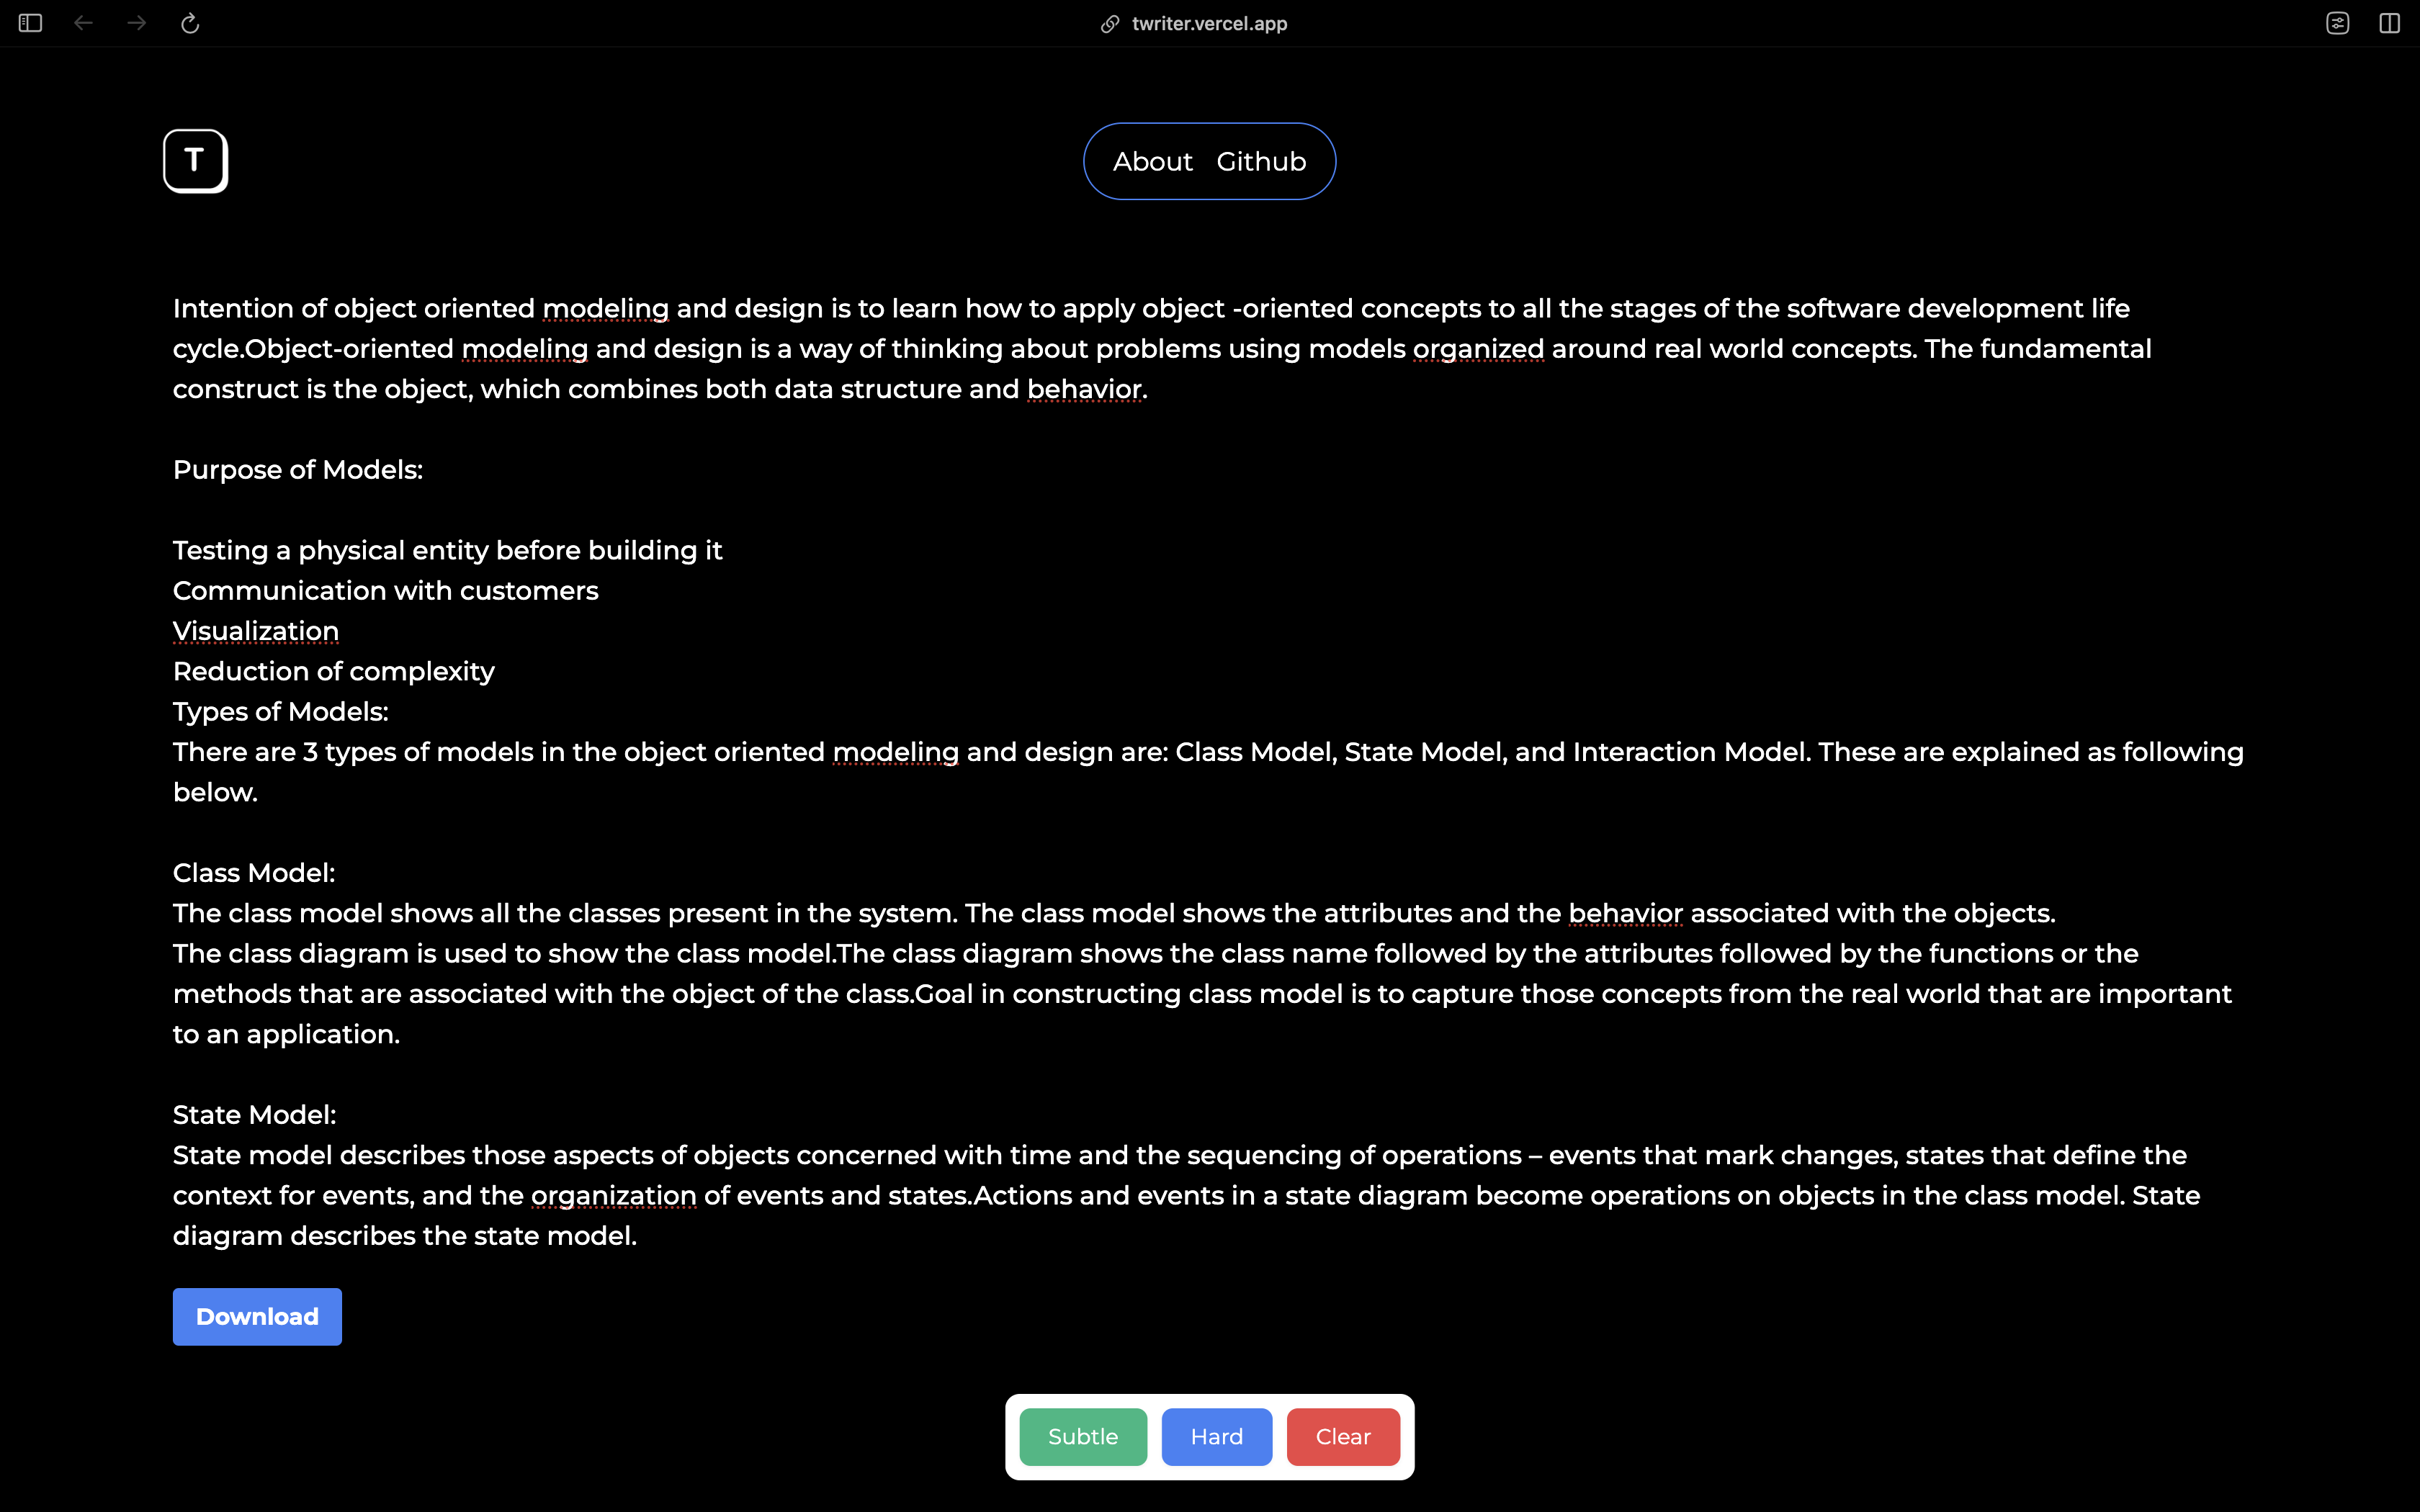 twriter.vercel.app
T
About Github
Intention of object oriented modeling and design is to learn how to apply object -oriented concepts to all the stages of the software development life
cycle.Object-oriented modeling and design is a way of thinking about problems using models organized around real world concepts. The fundamental
construct is the object, which combines both data structure and behavior.
Purpose of Models:
Testing a physical entity before building it
Communication with customers
Visualization
Reduction of complexity
Types of Models:
There are 3 types of models in the object oriented modeling and design are: Class Model, State Model, and Interaction Model. These are explained as following
below.
Class Model:
The class model shows all the classes present in the system. The class model shows the attributes and the behavior associated with the objects.
The class diagram is used to show the class model.The class diagram shows the class name followed by the attributes followed by the functions or the
methods that are associated with the object of the class.Goal in constructing class model is to capture those concepts from the real world that are important
to an application.
State Model:
State model describes those aspects of objects concerned with time and the sequencing of operations – events that mark changes, states that define the
context for events, and the organization of events and states.Actions and events in a state diagram become operations on objects in the class model. State
diagram describes the state model.
Download
Subtle Hard Clear